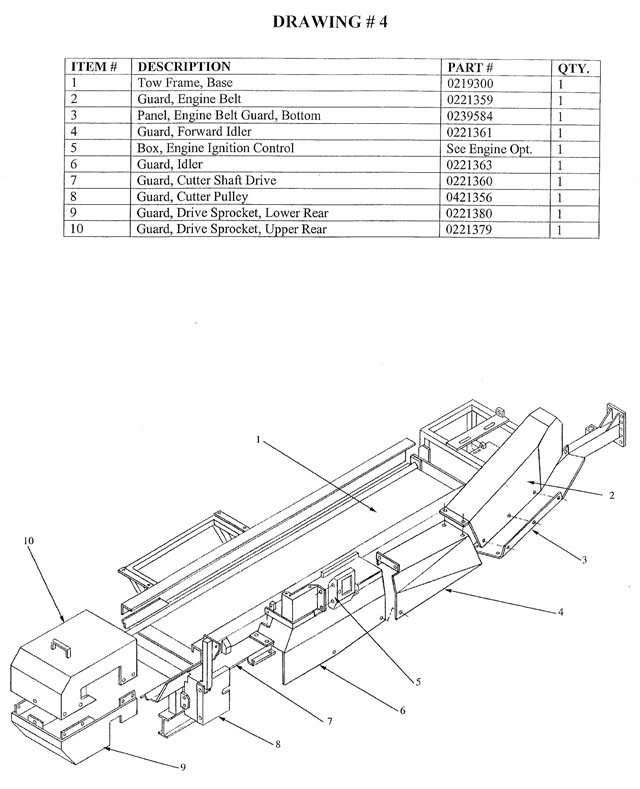 DRAWING # 4
ITEM # DESCRIPTION PART # QTY.
1 Tow Frame, Base 0219300 1
2 Guard, Engine Belt 0221359 1
3 Panel, Engine Belt Guard, Bottom 0239584 1
4 Guard, Forward Idler 0221361 1
5 Box, Engine Ignition Control See Engine Opt. 1
6 Guard, Idler 0221363 1
7 Guard, Cutter Shaft Drive 0221360 1
8 Guard, Cutter Pulley 0421356 1
9 Guard, Drive Sprocket, Lower Rear 0221380 1
10 Guard, Drive Sprocket, Upper Rear 0221379 1
1
2
10
3
4
5
6
7
8
9